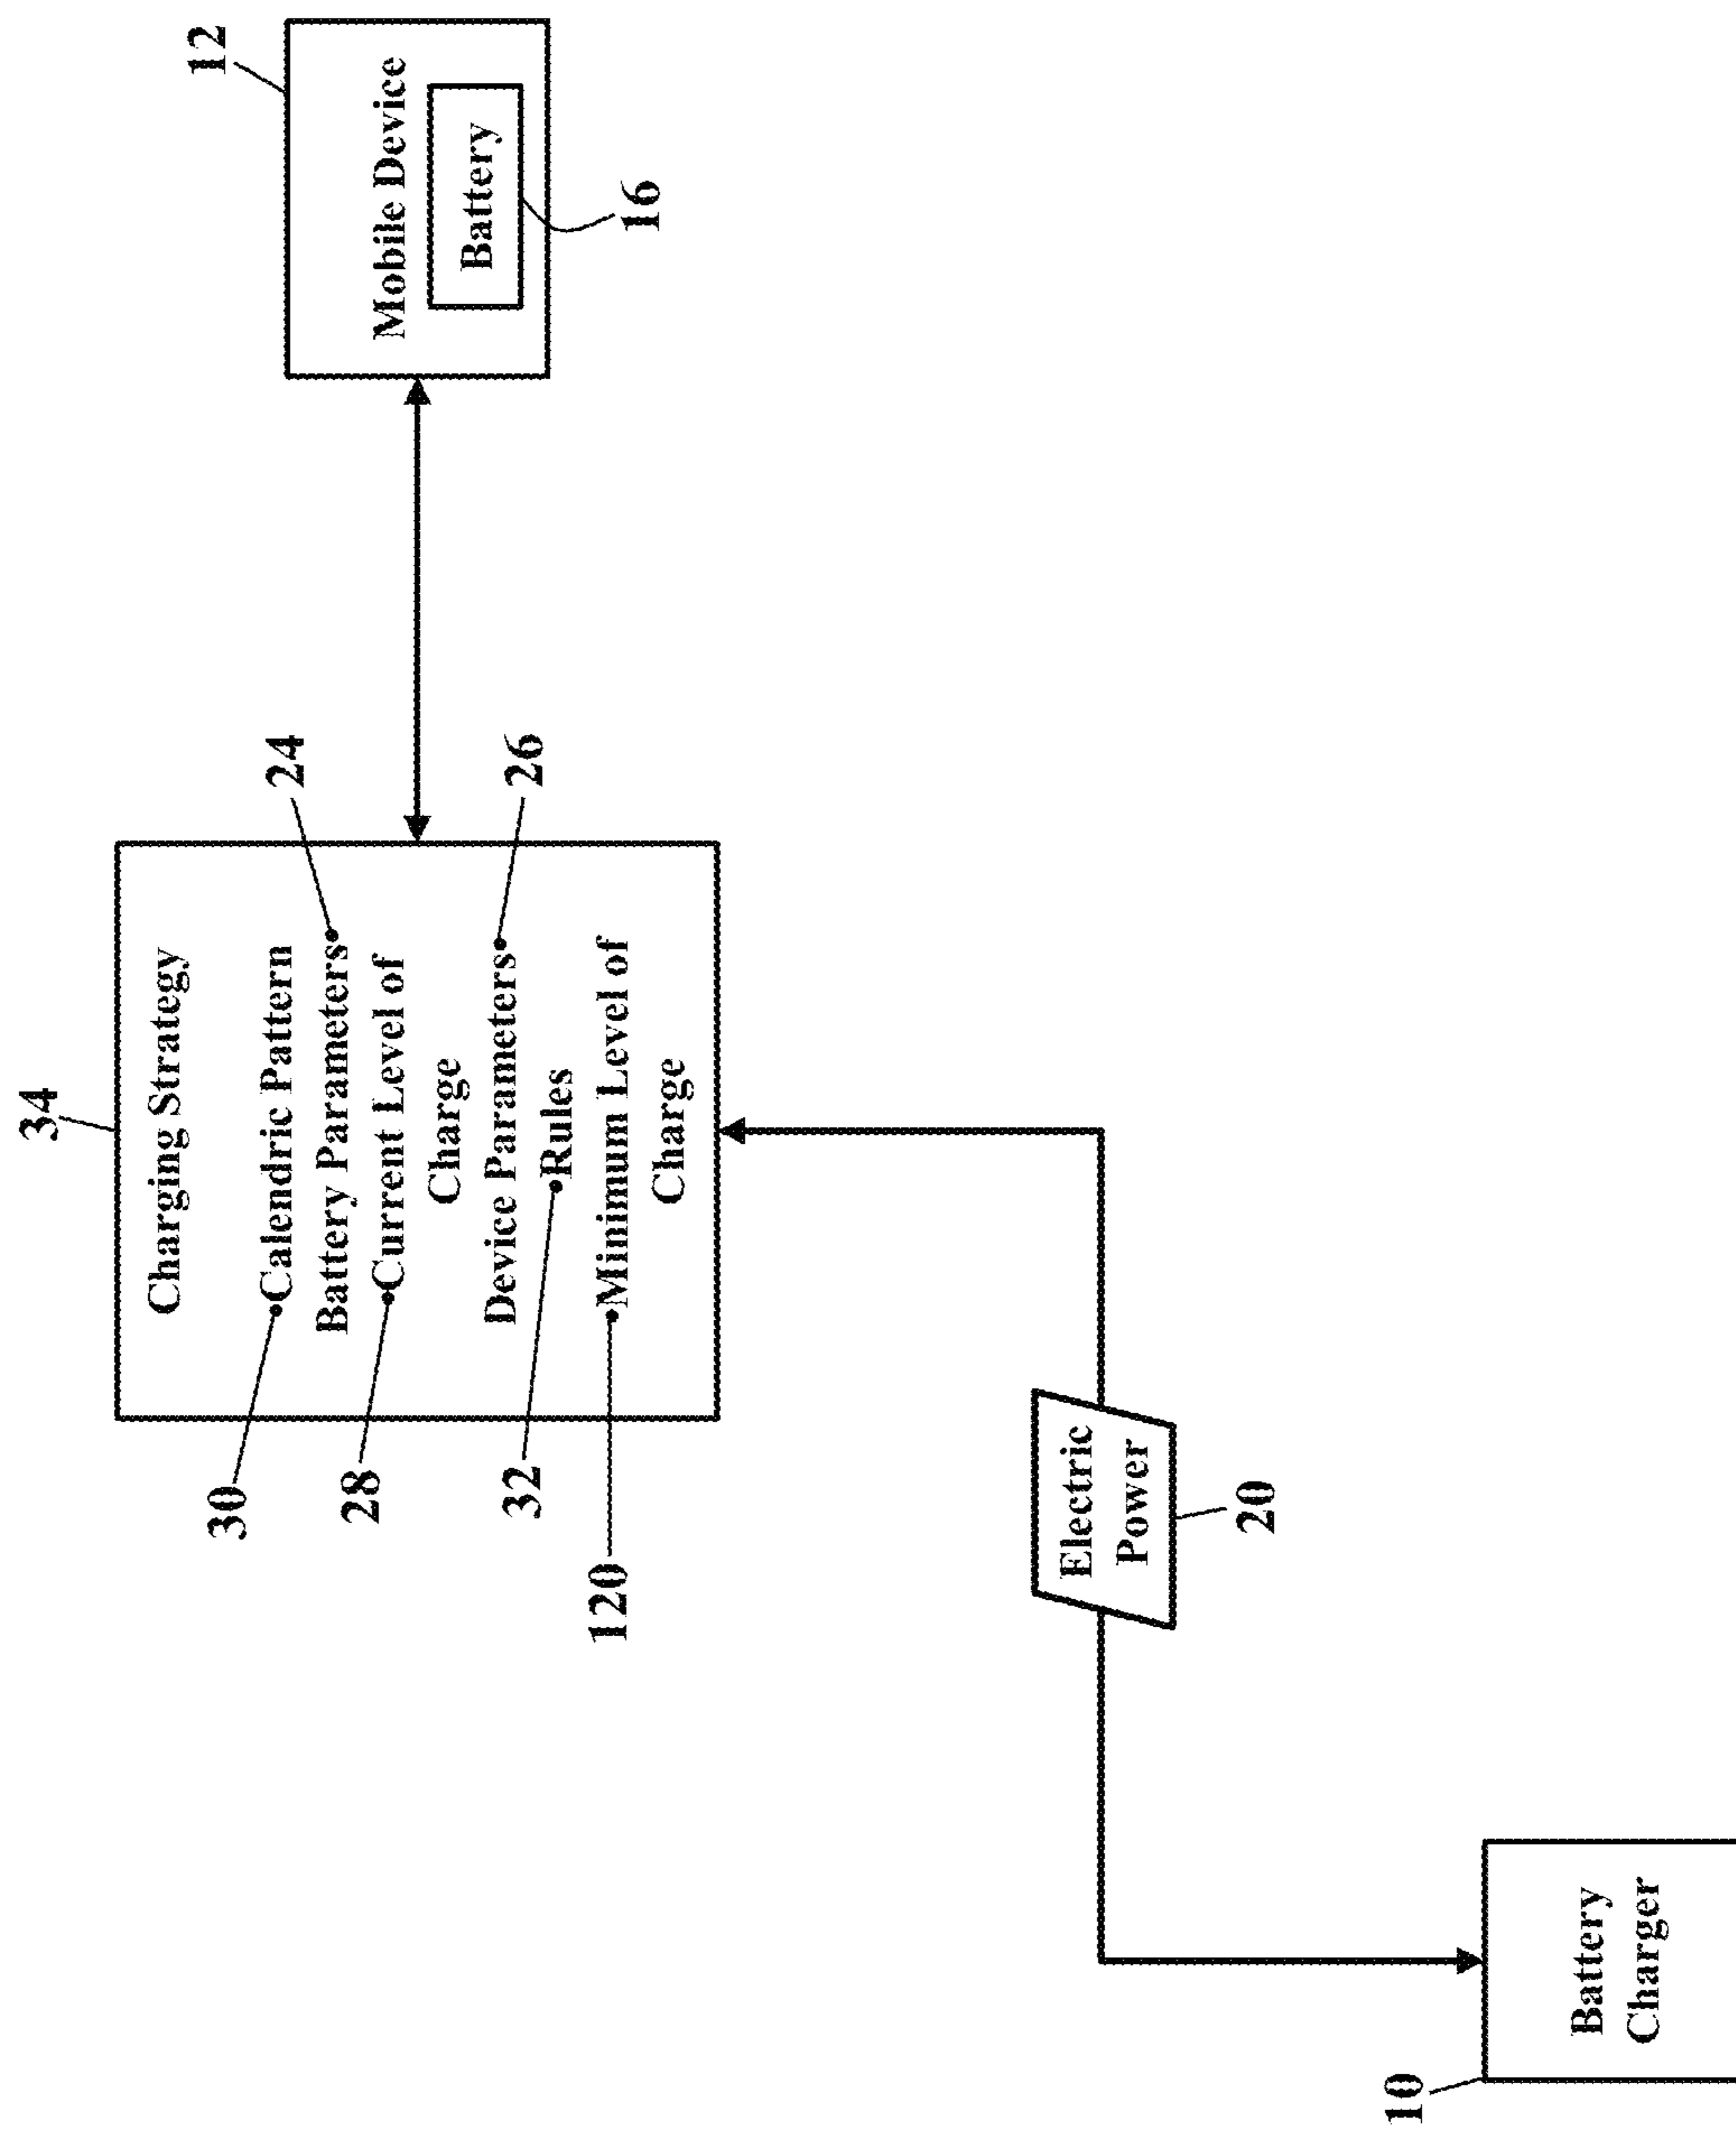 34
Charging Strategy
30
Calendric Pattern
24
Battery Parameters
28
Current Level of
Charge
Device Parameters
26
32
Rules
120
Minimum Level of
Charge
12
Mobile Device
Battery
16
Electric
Power
20
10
Battery
Charger